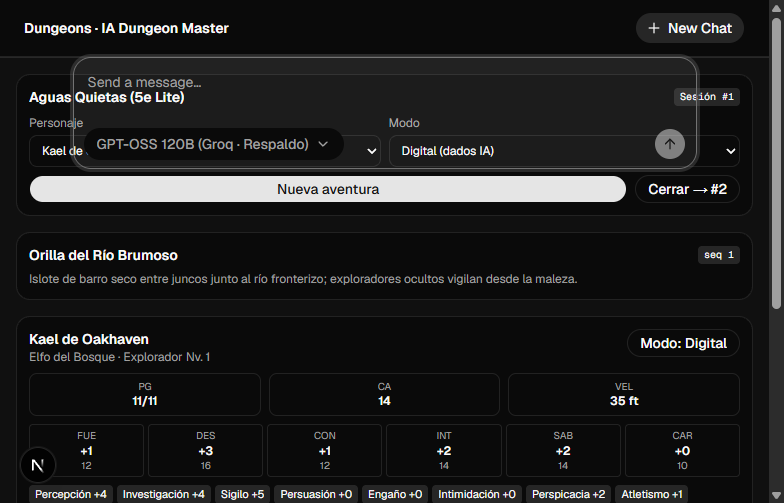 Dungeons · IA Dungeon Master
+ New Chat
Send a message...
Aguas Quietas (5e Lite)
Sesión #1
Personaje
Modo
Kael de
GPT-OSS 120B (Groq · Respaldo)
Digital (dados IA)
Nueva aventura
Cerrar → #2
Orilla del Río Brumoso
seq 1
Islote de barro seco entre juncos junto al río fronterizo; exploradores ocultos vigilan desde la maleza.
Kael de Oakhaven
Elfo del Bosque · Explorador Nv. 1
Modo: Digital
PG
11/11
CA
14
VEL
35 ft
FUE
+1
12
DES
+3
16
CON
+1
12
INT
+2
14
SAB
+2
14
CAR
+0
10
N
Percepción +4
Investigación +4
Sigilo +5
Persuasión +0
Engaño +0
Intimidación +0
Perspicacia +2
Atletismo +1